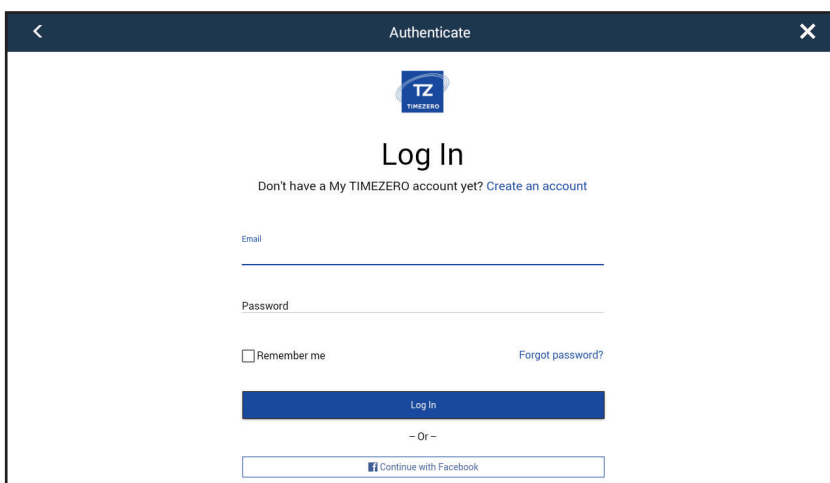 Authenticate
TZ
TIMEZERO
Log In
Don't have a My TIMEZERO account yet? Create an account
Email
Password
Remember me Forgot password?
Log In
– Or –
Continue with Facebook